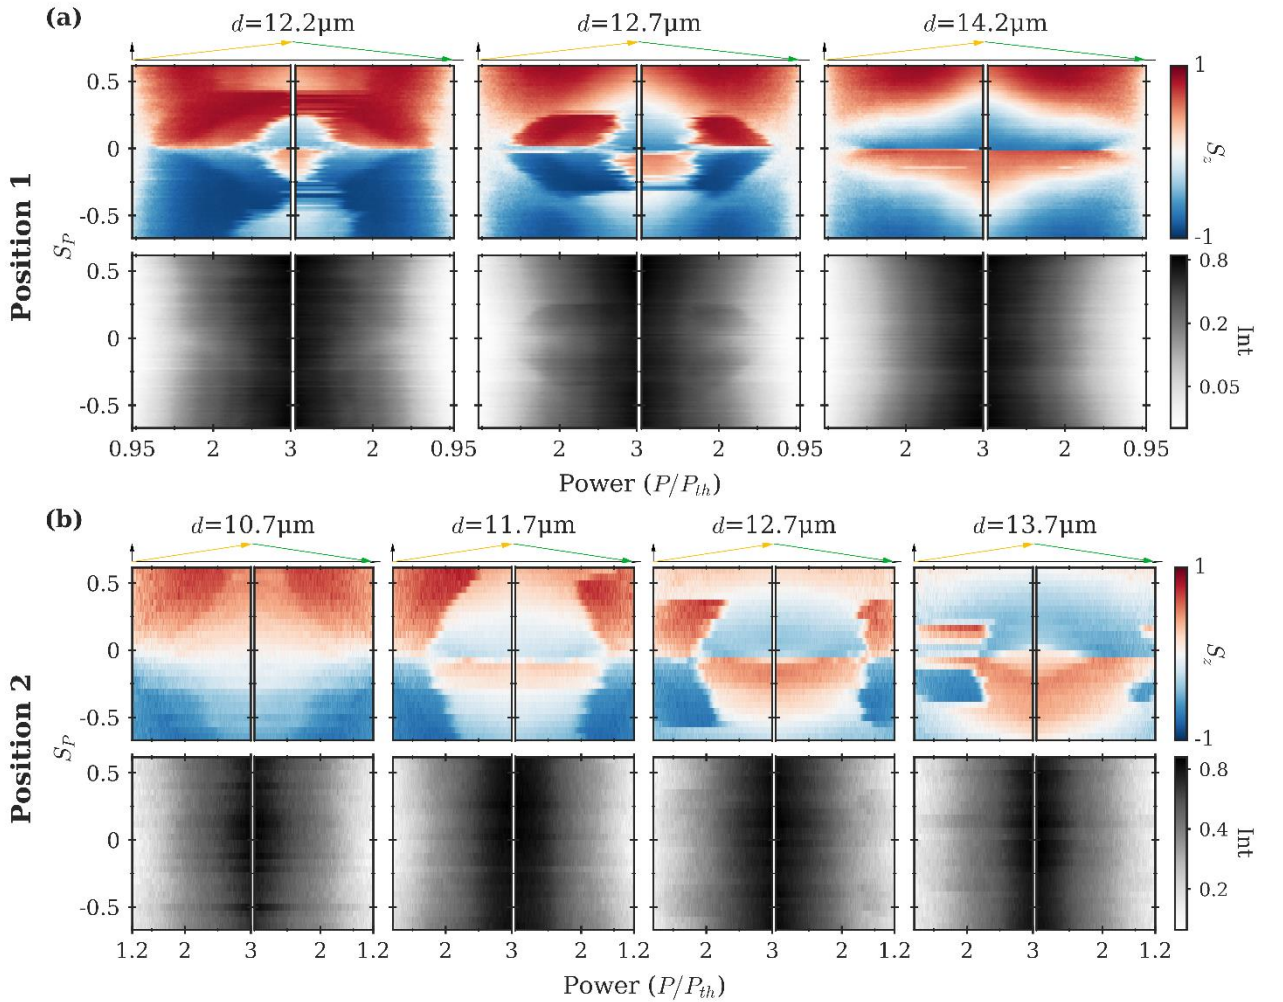 (a)
d=12.2µm d=12.7µm d=14.2µm
0.5 1
0 S_z
-0.5 -1
Position 1
S_P
0.5 0.8
0 0.2 Int
-0.5 0.05
0.95 2 3 2 0.95 2 3 2 0.95 2 3 2 0.95
Power (P/P_th)
(b)
d=10.7µm d=11.7µm d=12.7µm d=13.7µm
0.5 1
0 S_z
-0.5 -1
Position 2
S_P
0.5 0.8
0 0.4 Int
-0.5 0.2
1.2 2 3 2 1.2 2 3 2 1.2 2 3 2 1.2 2 3 2 1.2
Power (P/P_th)